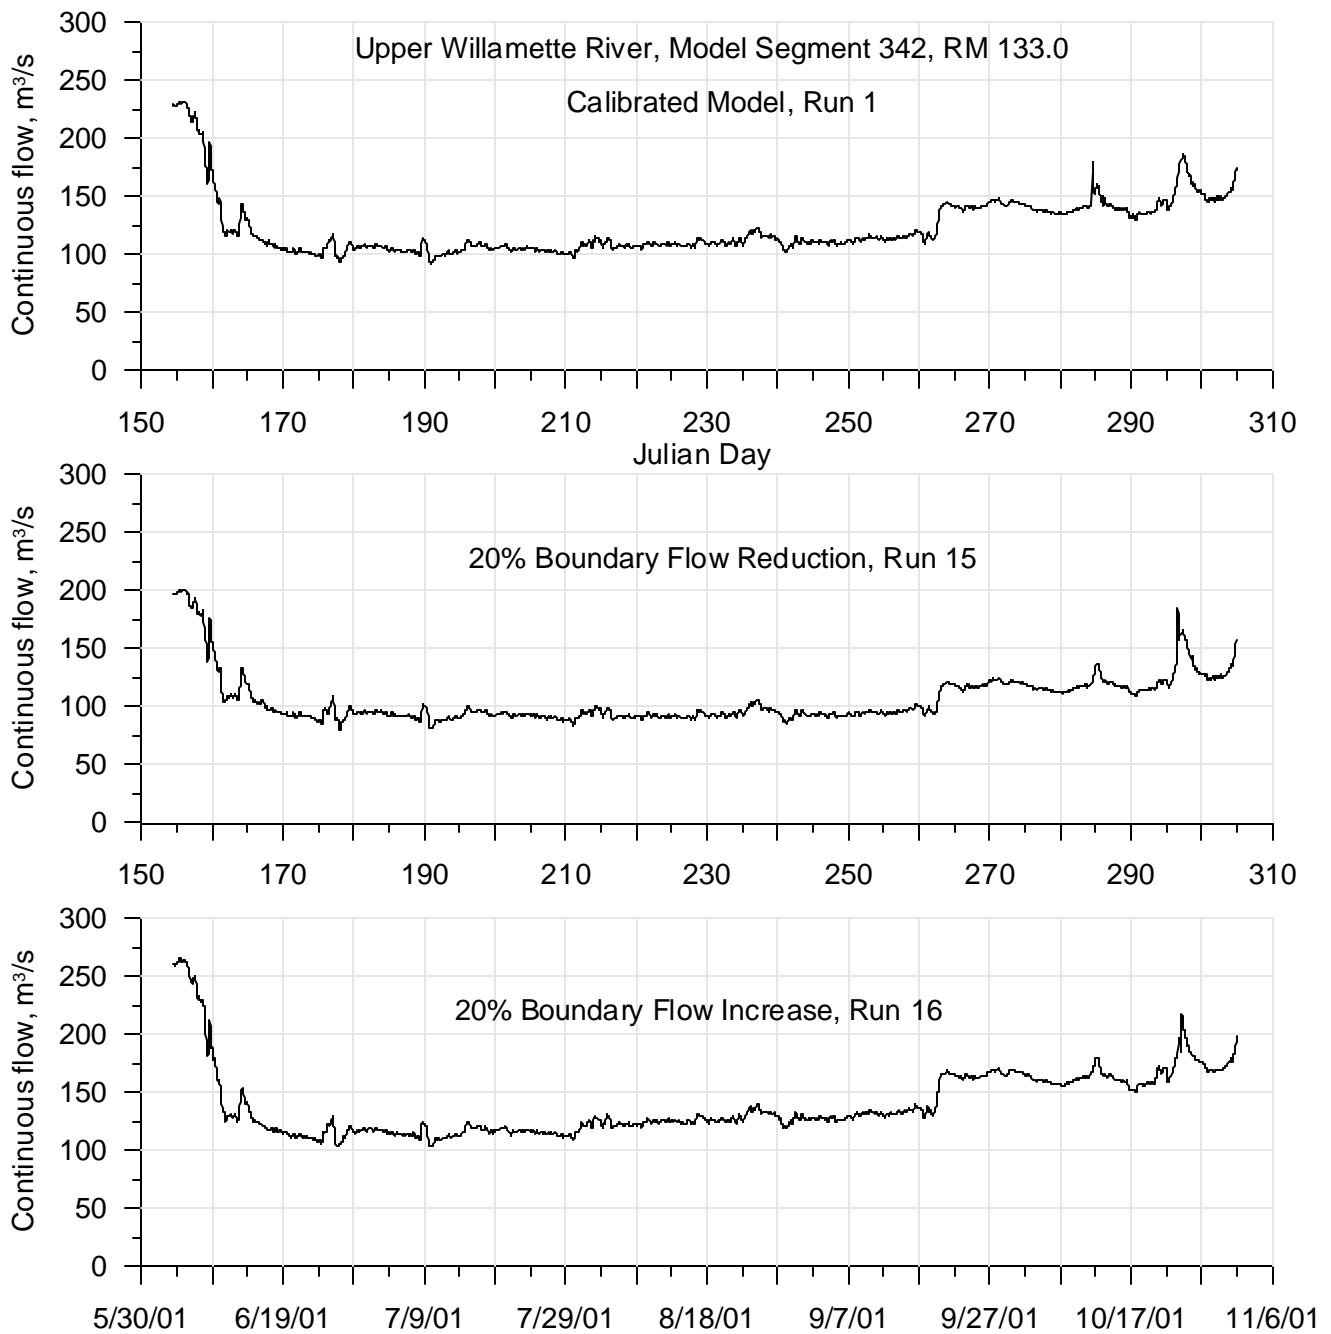 300
Upper Willamette River, Model Segment 342, RM 133.0
250
Calibrated Model, Run 1
200
150
100
50
0
Continuous flow, m³/s
150 170 190 210 230 250 270 290 310
Julian Day
300
250
20% Boundary Flow Reduction, Run 15
200
150
100
50
0
Continuous flow, m³/s
150 170 190 210 230 250 270 290 310
300
250
20% Boundary Flow Increase, Run 16
200
150
100
50
0
Continuous flow, m³/s
5/30/01 6/19/01 7/9/01 7/29/01 8/18/01 9/7/01 9/27/01 10/17/01 11/6/01